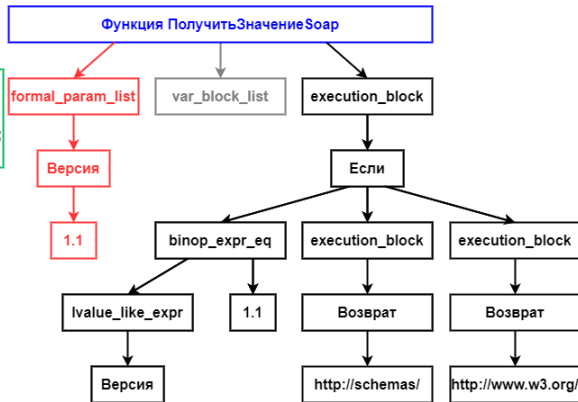 Функция ПолучитьЗначениеSoap
formal_param_list
var_block_list
execution_block
Версия
Если
1.1
binop_expr_eq
execution_block
execution_block
lvalue_like_expr
1.1
Возврат
Возврат
Версия
http://schemas/
http://www.w3.org/